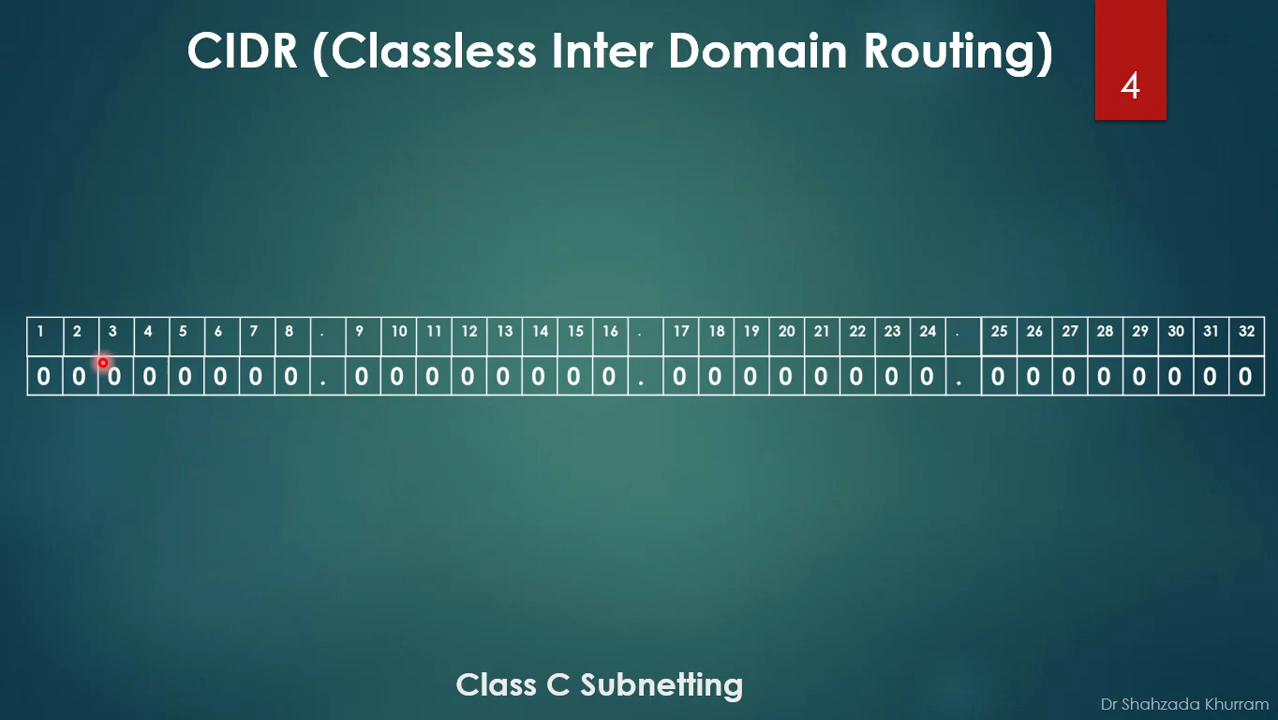 CIDR (Classless Inter Domain Routing)
4
1 2 3 4 5 6 7 8 . 9 10 11 12 13 14 15 16 . 17 18 19 20 21 22 23 24 . 25 26 27 28 29 30 31 32
0 0 0 0 0 0 0 0 . 0 0 0 0 0 0 0 0 . 0 0 0 0 0 0 0 0 . 0 0 0 0 0 0 0 0
Class C Subnetting
Dr Shahzada Khurram